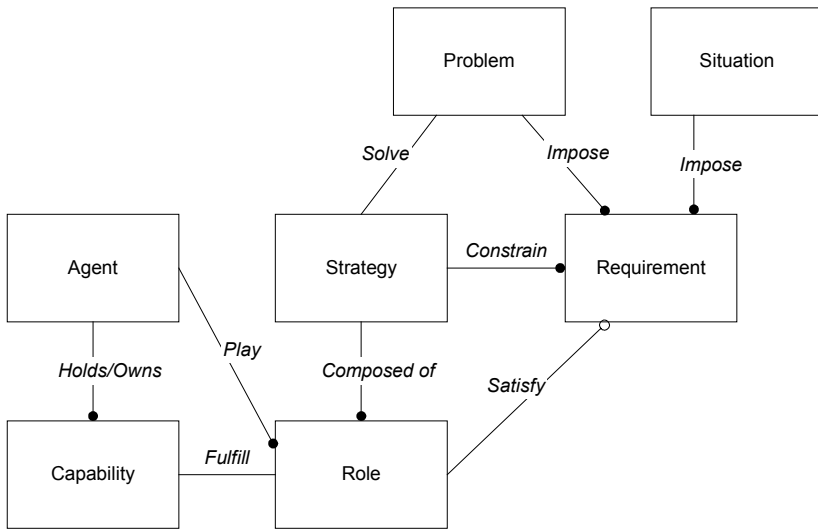 Problem
Situation
Solve
Impose
Impose
Agent
Strategy
Constrain
Requirement
Play
Holds/Owns
Composed of
Satisfy
Capability
Fulfill
Role